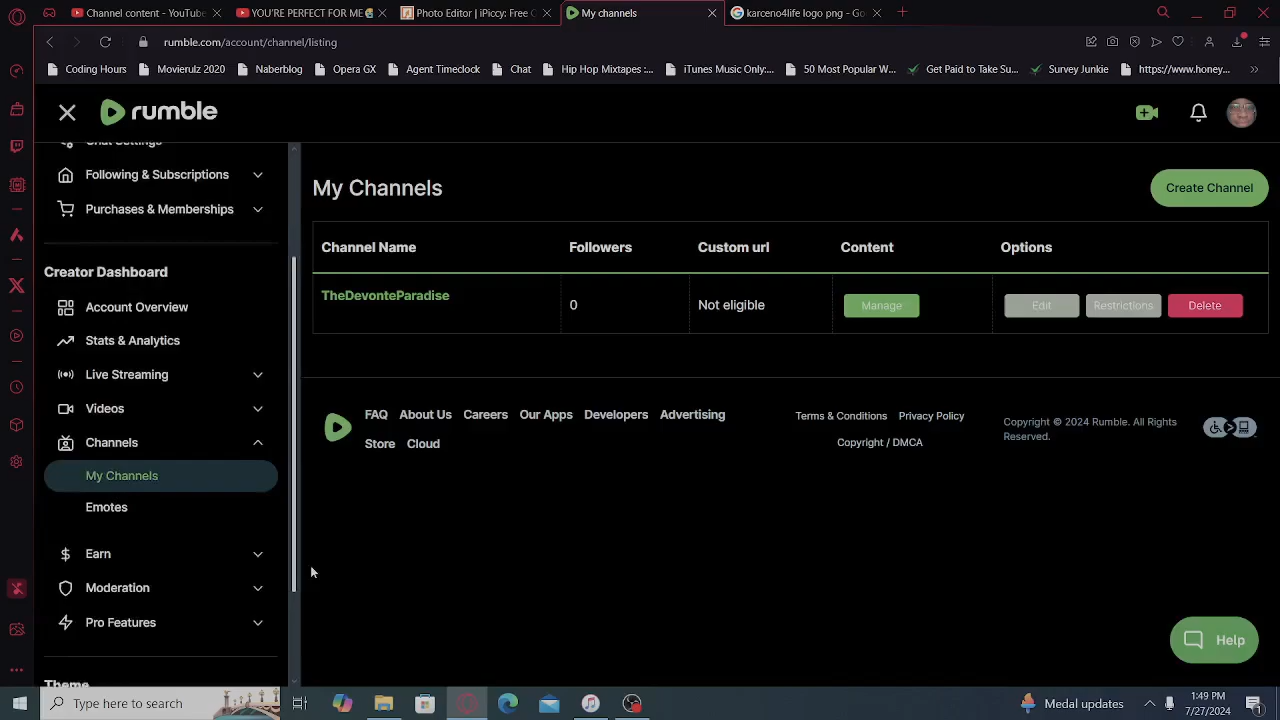 Channel content - YouTube
YOU'RE PERFECT FOR ME
Photo Editor | iPiccy: Free O
My channels
karceno4life logo png - Go
rumble.com/account/channel/listing
Coding Hours
Movierulz 2020
Naberblog
Opera GX
Agent Timeclock
Chat
Hip Hop Mixtapes :...
iTunes Music Only:...
50 Most Popular W...
Get Paid to Take Su...
Survey Junkie
https://www.honey...
rumble
Chat Settings
Following & Subscriptions
Purchases & Memberships
Creator Dashboard
Account Overview
Stats & Analytics
Live Streaming
Videos
Channels
My Channels
Emotes
Earn
Moderation
Pro Features
Theme
My Channels
Create Channel
Channel Name Followers Custom url Content Options
TheDevonteParadise 0 Not eligible Manage Edit Restrictions Delete
FAQ About Us Careers Our Apps Developers Advertising
Store Cloud
Terms & Conditions Privacy Policy
Copyright / DMCA
Copyright © 2024 Rumble. All Rights
Reserved.
Help
Type here to search
Medal updates
1:49 PM
7/27/2024